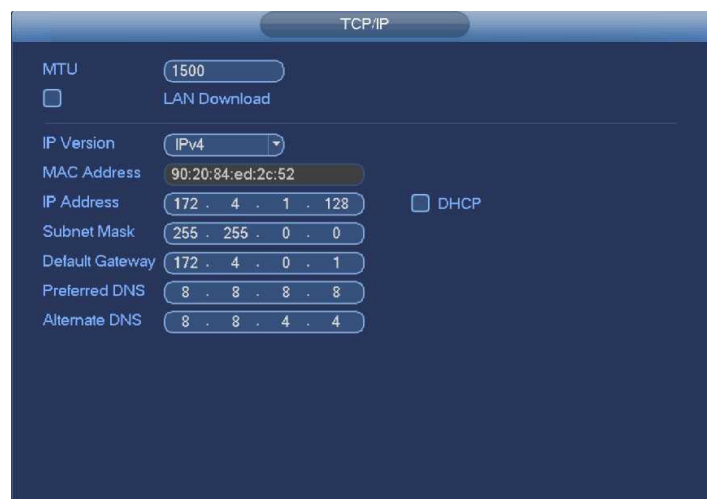 TCP/IP
MTU 1500
LAN Download
IP Version IPv4
MAC Address 90:20:84:ed:2c:52
IP Address 172 . 4 . 1 . 128 DHCP
Subnet Mask 255 . 255 . 0 . 0
Default Gateway 172 . 4 . 0 . 1
Preferred DNS 8 . 8 . 8 . 8
Alternate DNS 8 . 8 . 4 . 4